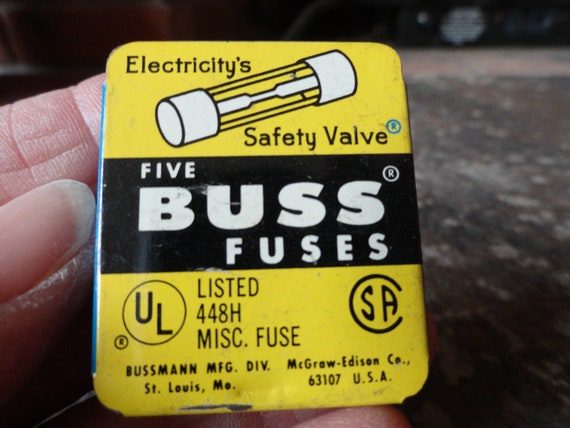 Electricity's
Safety Valve®
FIVE
BUSS®
FUSES
UL ®
LISTED
448H
MISC. FUSE
SA
BUSSMANN MFG. DIV. McGraw-Edison Co.,
St. Louis, Mo. 63107 U.S.A.